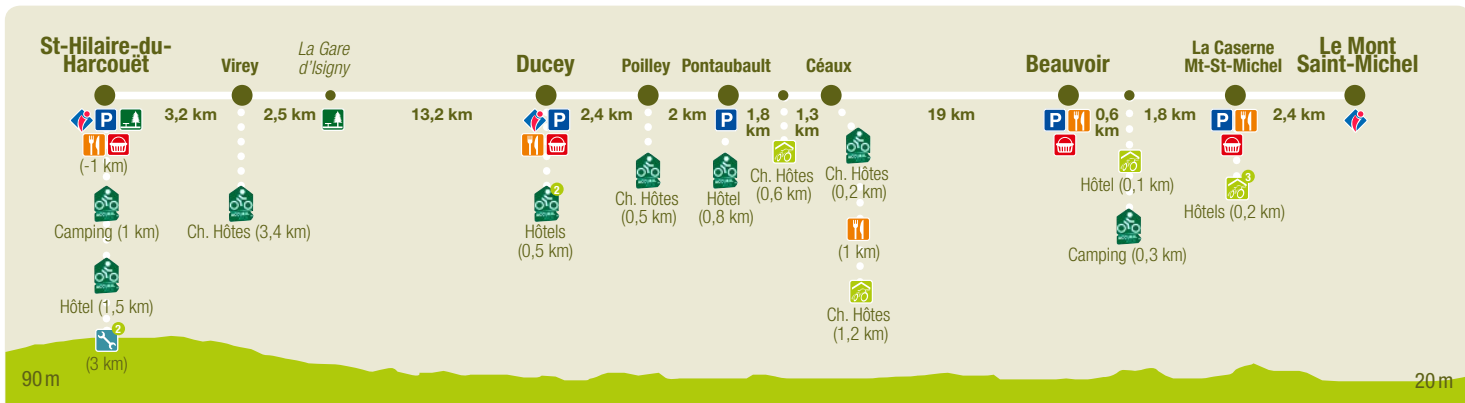 St-Hilaire-du-
Harcouët
Virey
La Gare
d'Isigny
Ducey
Poilley
Pontaubault
Céaux
Beauvoir
La Caserne
Mt-St-Michel
Le Mont
Saint-Michel
3,2 km
2,5 km
13,2 km
2,4 km
2 km
1,8
km
1,3
km
19 km
0,6
km
1,8 km
2,4 km
P
P
P
P
P
(-1 km)
Camping (1 km)
Hôtel (1,5 km)
2
(3 km)
Ch. Hôtes (3,4 km)
2
Hôtels
(0,5 km)
Ch. Hôtes
(0,5 km)
Hôtel
(0,8 km)
Ch. Hôtes
(0,6 km)
Ch. Hôtes
(0,2 km)
(1 km)
Ch. Hôtes
(1,2 km)
Hôtel (0,1 km)
Camping (0,3 km)
3
Hôtels (0,2 km)
90 m
20 m